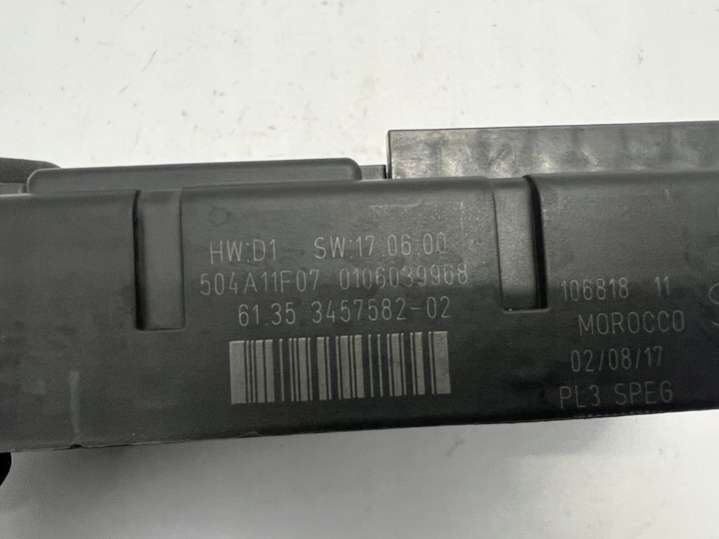 HW:D1 SW:17.06.00
504A11F07 0106039968
61.35 3457582-02
106818 11
MOROCCO
02/08/17
PL3 SPEG